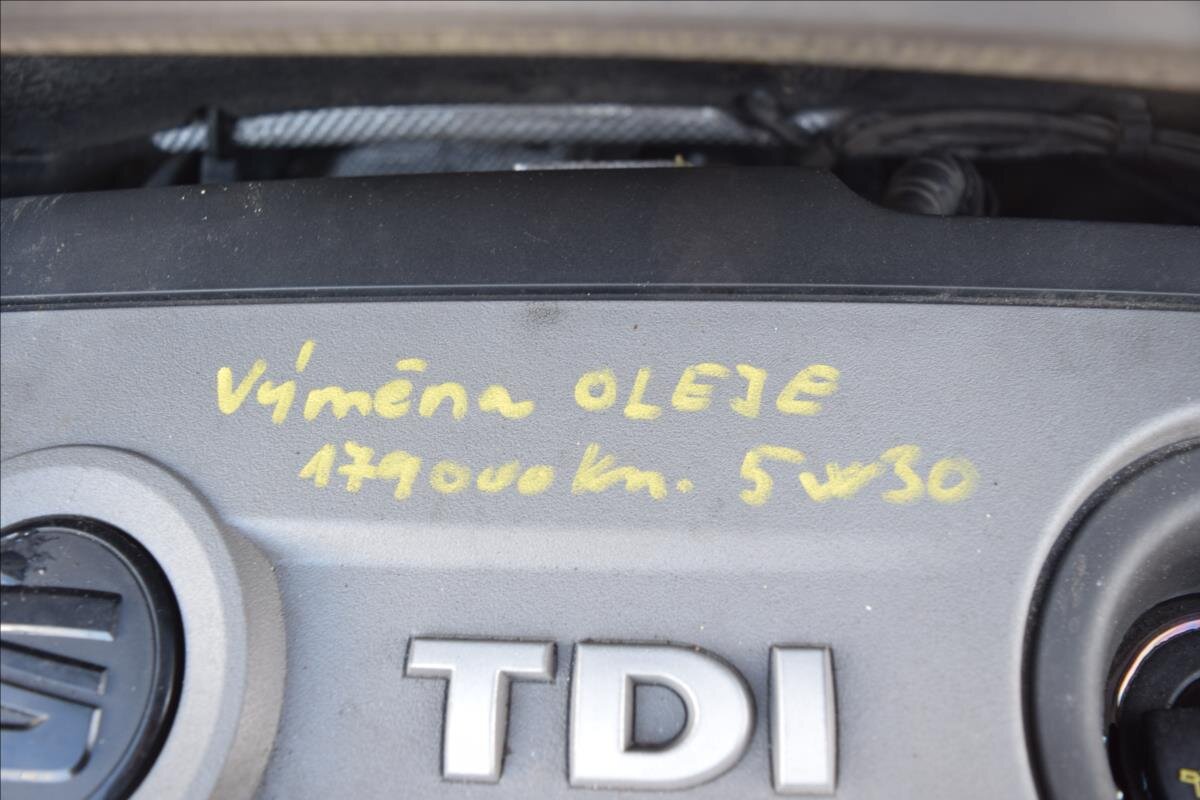 Výměna OLEJE
179000 km. 5W30
TDI